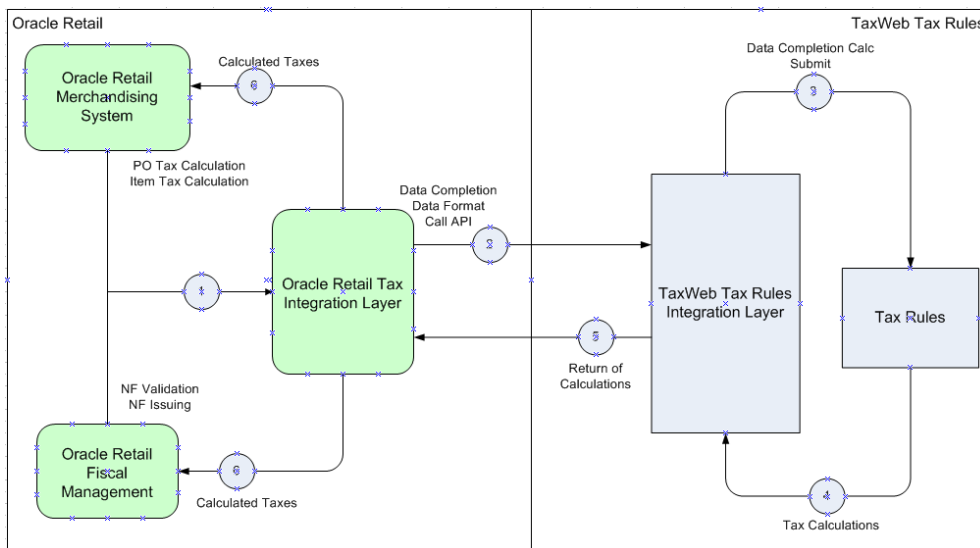 Oracle Retail
TaxWeb Tax Rules
Calculated Taxes
6
Data Completion Calc
Submit
3
Oracle Retail
Merchandising
System
PO Tax Calculation
Item Tax Calculation
Data Completion
Data Format
Call API
2
1
Oracle Retail Tax
Integration Layer
TaxWeb Tax Rules
Integration Layer
Tax Rules
5
Return of
Calculations
NF Validation
NF Issuing
Oracle Retail
Fiscal
Management
6
Calculated Taxes
4
Tax Calculations